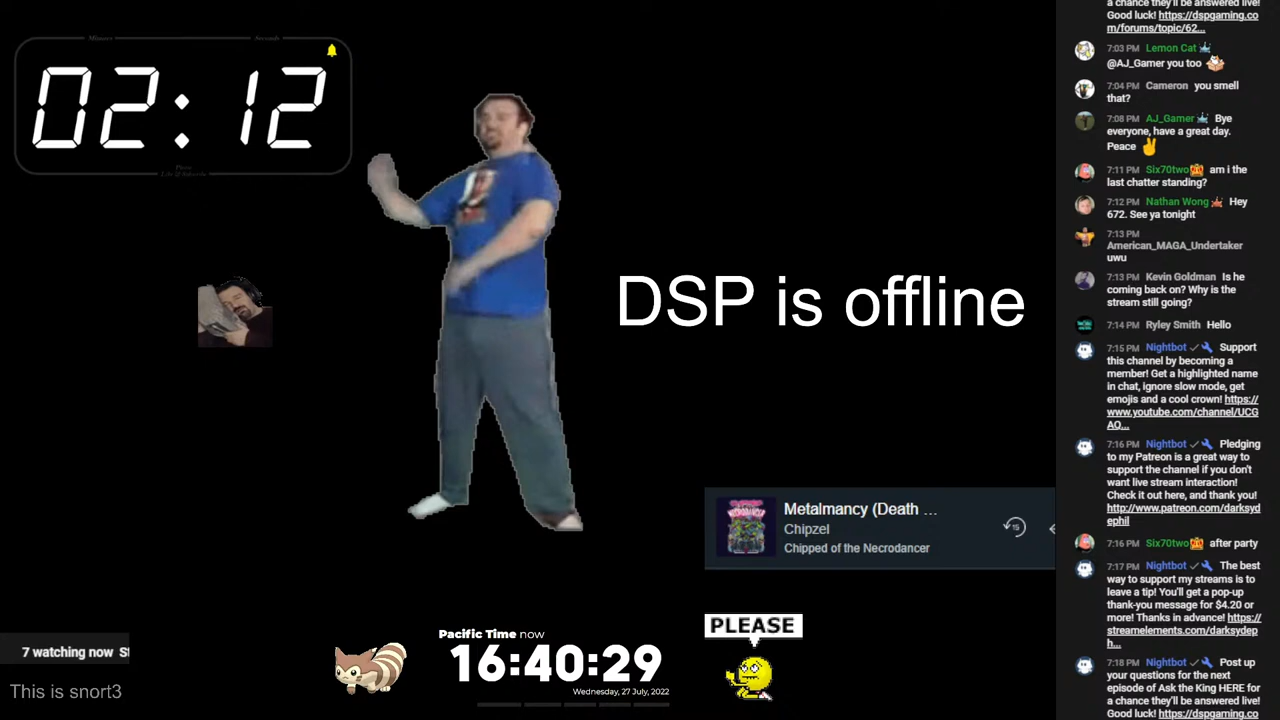 Minutes
Seconds
02:12
DSP is offline
Metalmancy (Death ...
Chipzel
Chipped of the Necrodancer
15
PLEASE
Pacific Time now
16:40:29
Wednesday, 27 July, 2022
7 watching now St
This is snort3
a chance they'll be answered live!
Good luck! https://dspgaming.co
m/forums/topic/62...
7:03 PM Lemon Cat
@AJ_Gamer you too
7:04 PM Cameron you smell
that?
7:08 PM AJ_Gamer Bye
everyone, have a great day.
Peace
7:11 PM Six70two am i the
last chatter standing?
7:12 PM Nathan Wong Hey
672. See ya tonight
7:13 PM
American_MAGA_Undertaker
uwu
7:13 PM Kevin Goldman Is he
coming back on? Why is the
stream still going?
7:14 PM Ryley Smith Hello
7:15 PM Nightbot Support
this channel by becoming a
member! Get a highlighted name
in chat, ignore slow mode, get
emojis and a cool crown! https://
www.youtube.com/channel/UCG
AO...
7:16 PM Nightbot Pledging
to my Patreon is a great way to
support the channel if you don't
want live stream interaction!
Check it out here, and thank you!
http://www.patreon.com/darksyd
ephil
7:16 PM Six70two after party
7:17 PM Nightbot The best
way to support my streams is to
leave a tip! You'll get a pop-up
thank-you message for $4.20 or
more! Thanks in advance! https://
streamelements.com/darksydep
h...
7:18 PM Nightbot Post up
your questions for the next
episode of Ask the King HERE for
a chance they'll be answered live!
Good luck! https://dspgaming.co